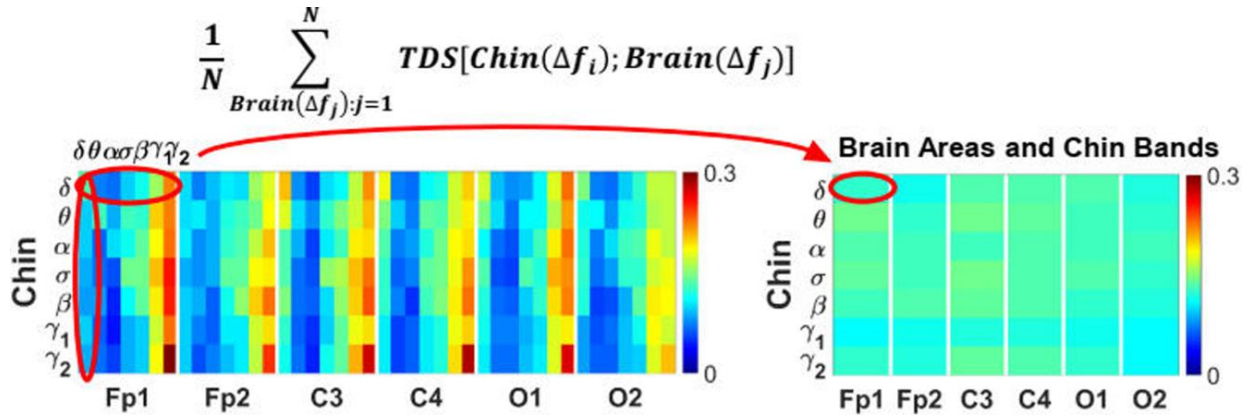 1/N N∑Brain(Δf_j):j=1 TDS[Chin(Δf_i);Brain(Δf_j)]
δθασβγ₁γ₂
Brain Areas and Chin Bands
Chin
δ
θ
α
σ
β
γ₁
γ₂
Fp1 Fp2 C3 C4 O1 O2
0.3
0
Chin
δ
θ
α
σ
β
γ₁
γ₂
Fp1 Fp2 C3 C4 O1 O2
0.3
0